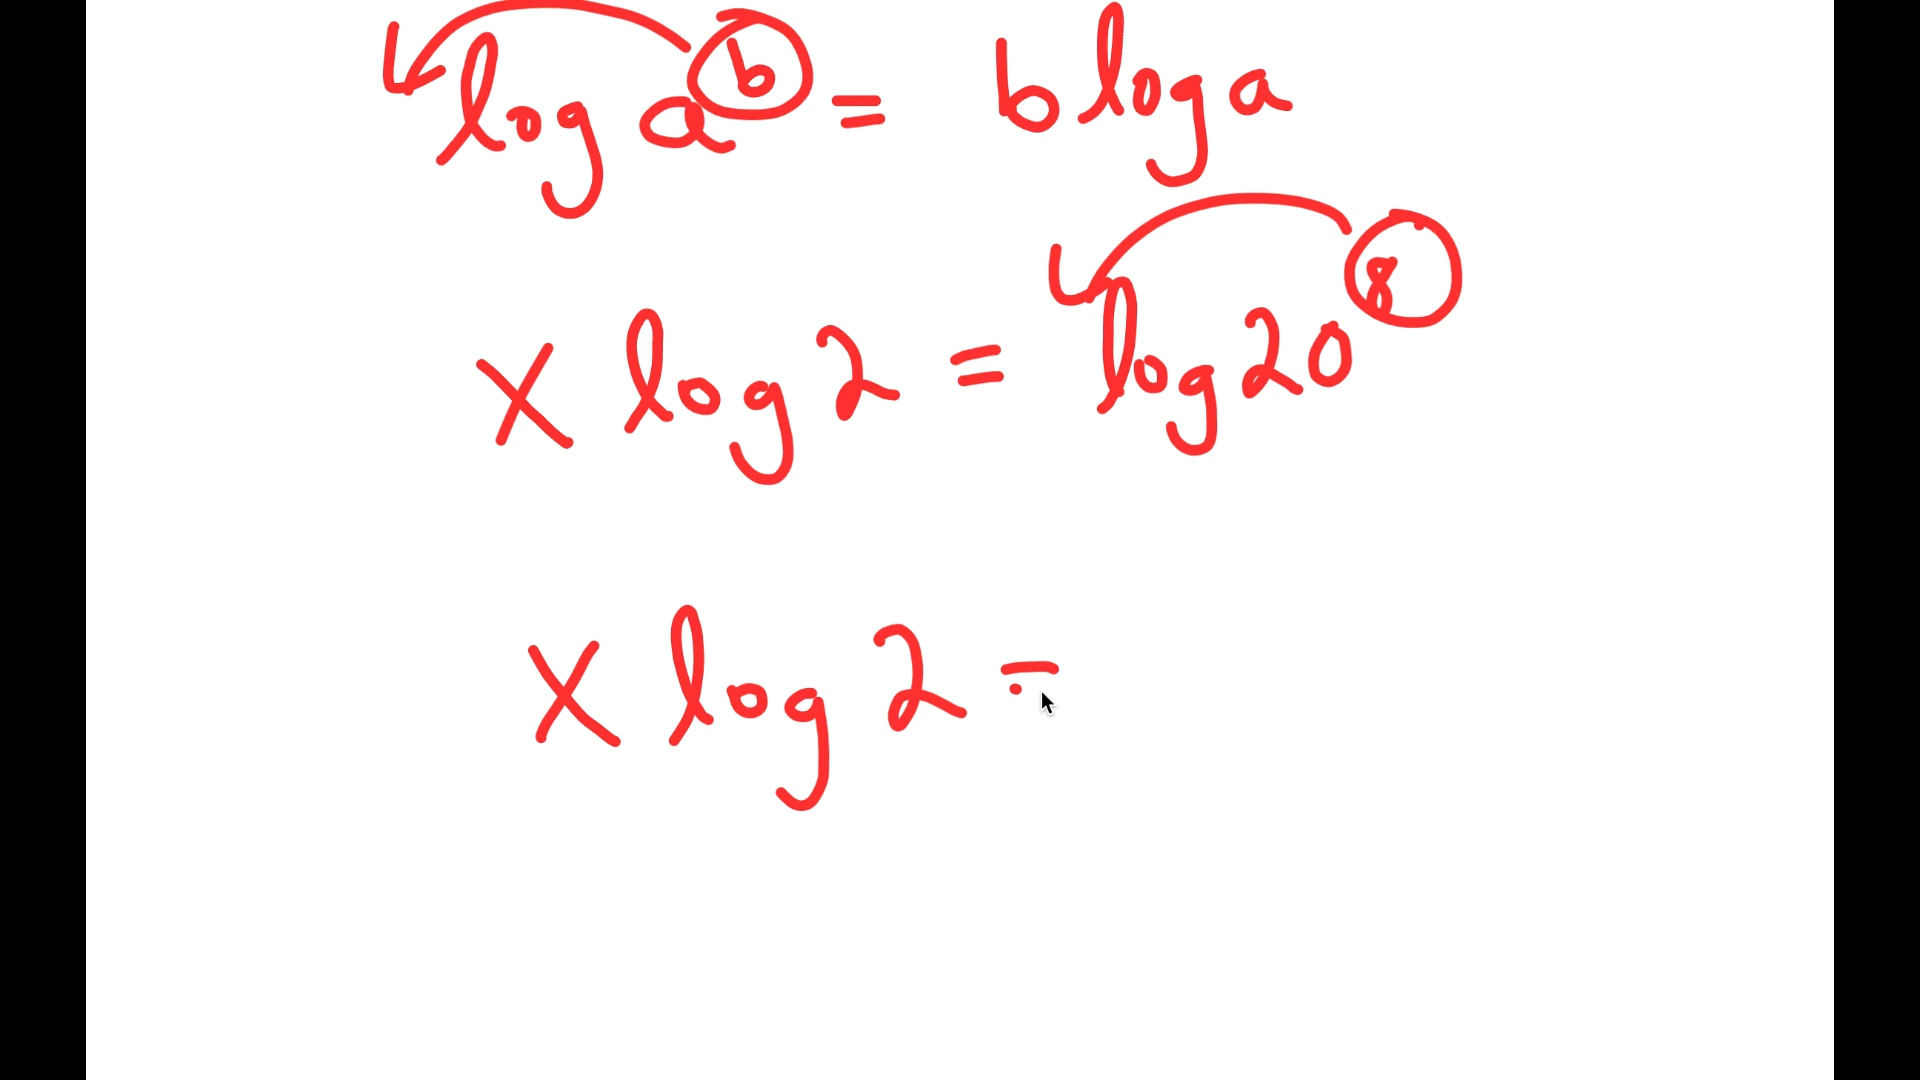 log a^b = b log a
x log 2 = log 20^8
x log 2 =